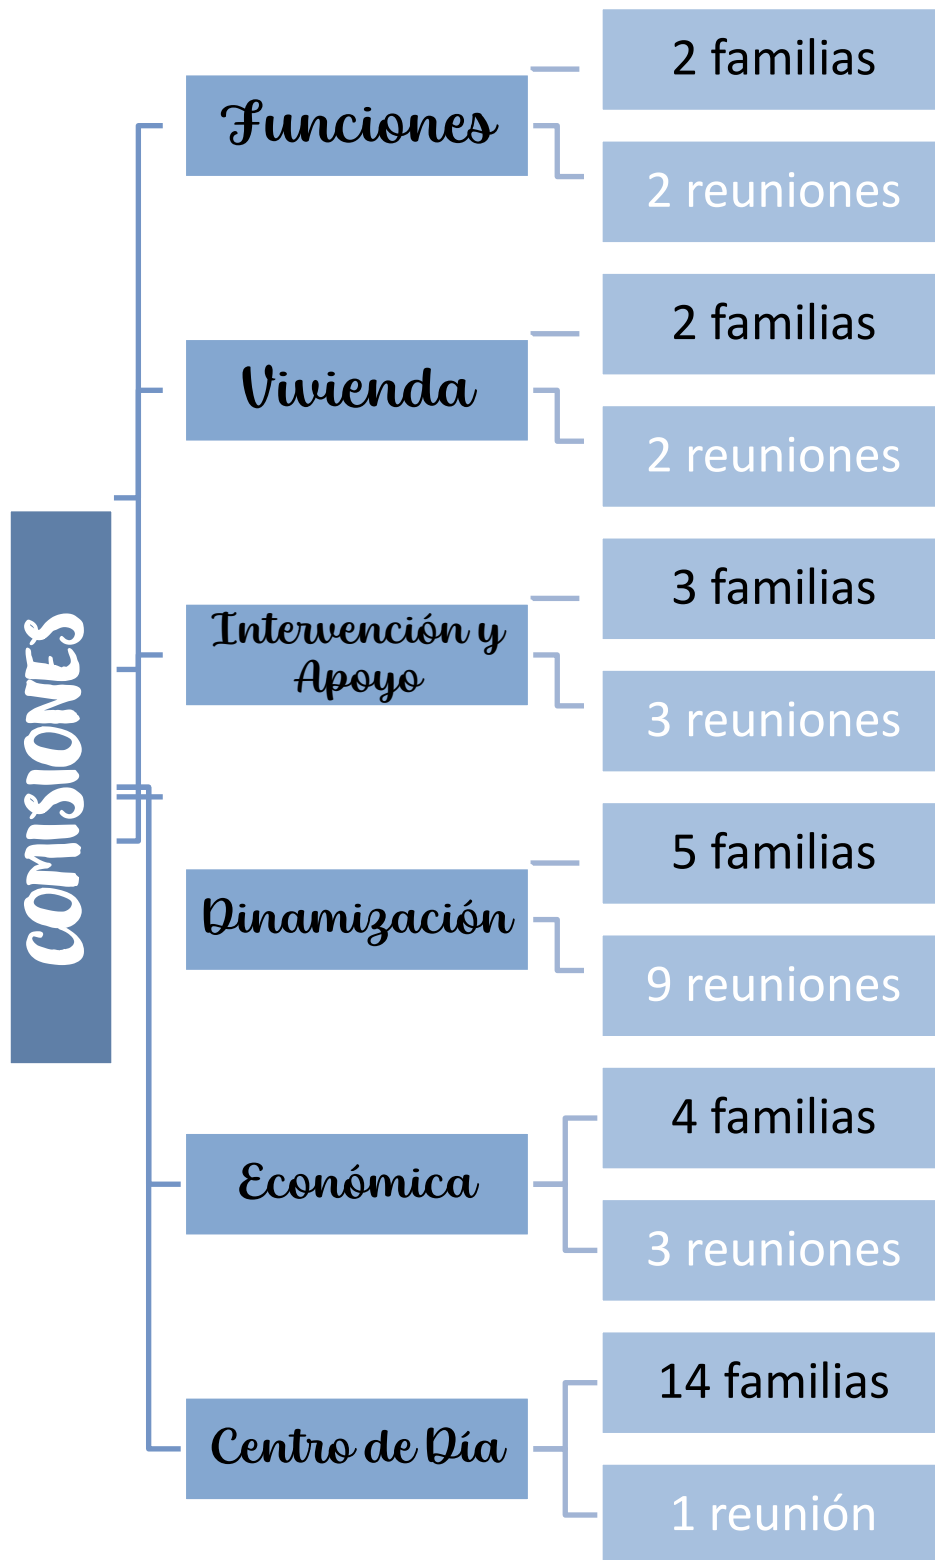 COMISIONES
Funciones
2 familias
2 reuniones
Vivienda
2 familias
2 reuniones
Intervención y
Apoyo
3 familias
3 reuniones
Dinamización
5 familias
9 reuniones
Económica
4 familias
3 reuniones
Centro de Día
14 familias
1 reunión